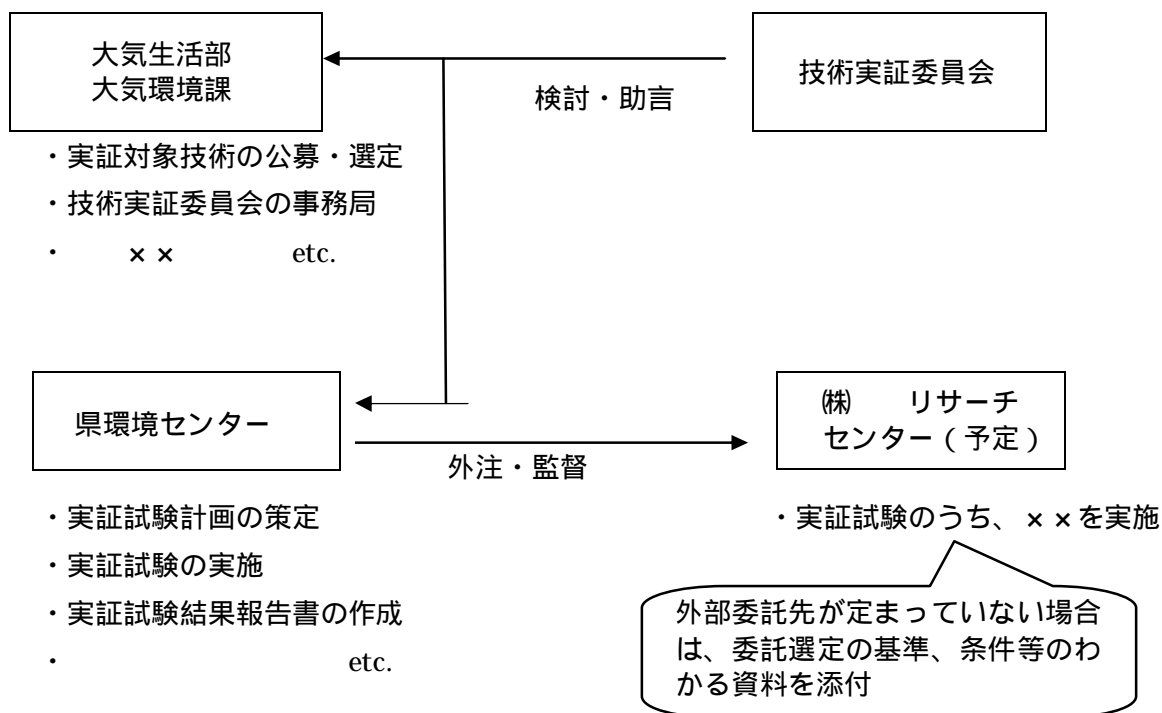 大気生活部
大気環境課
技術実証委員会
検討・助言
・実証対象技術の公募・選定
・技術実証委員会の事務局
・　　××　　　　etc.
県環境センター
㈱　　リサーチ
センター（予定）
外注・監督
・実証試験計画の策定
・実証試験の実施
・実証試験結果報告書の作成
・　　　　　　　　etc.
・実証試験のうち、××を実施
外部委託先が定まっていない場合
は、委託選定の基準、条件等のわ
かる資料を添付